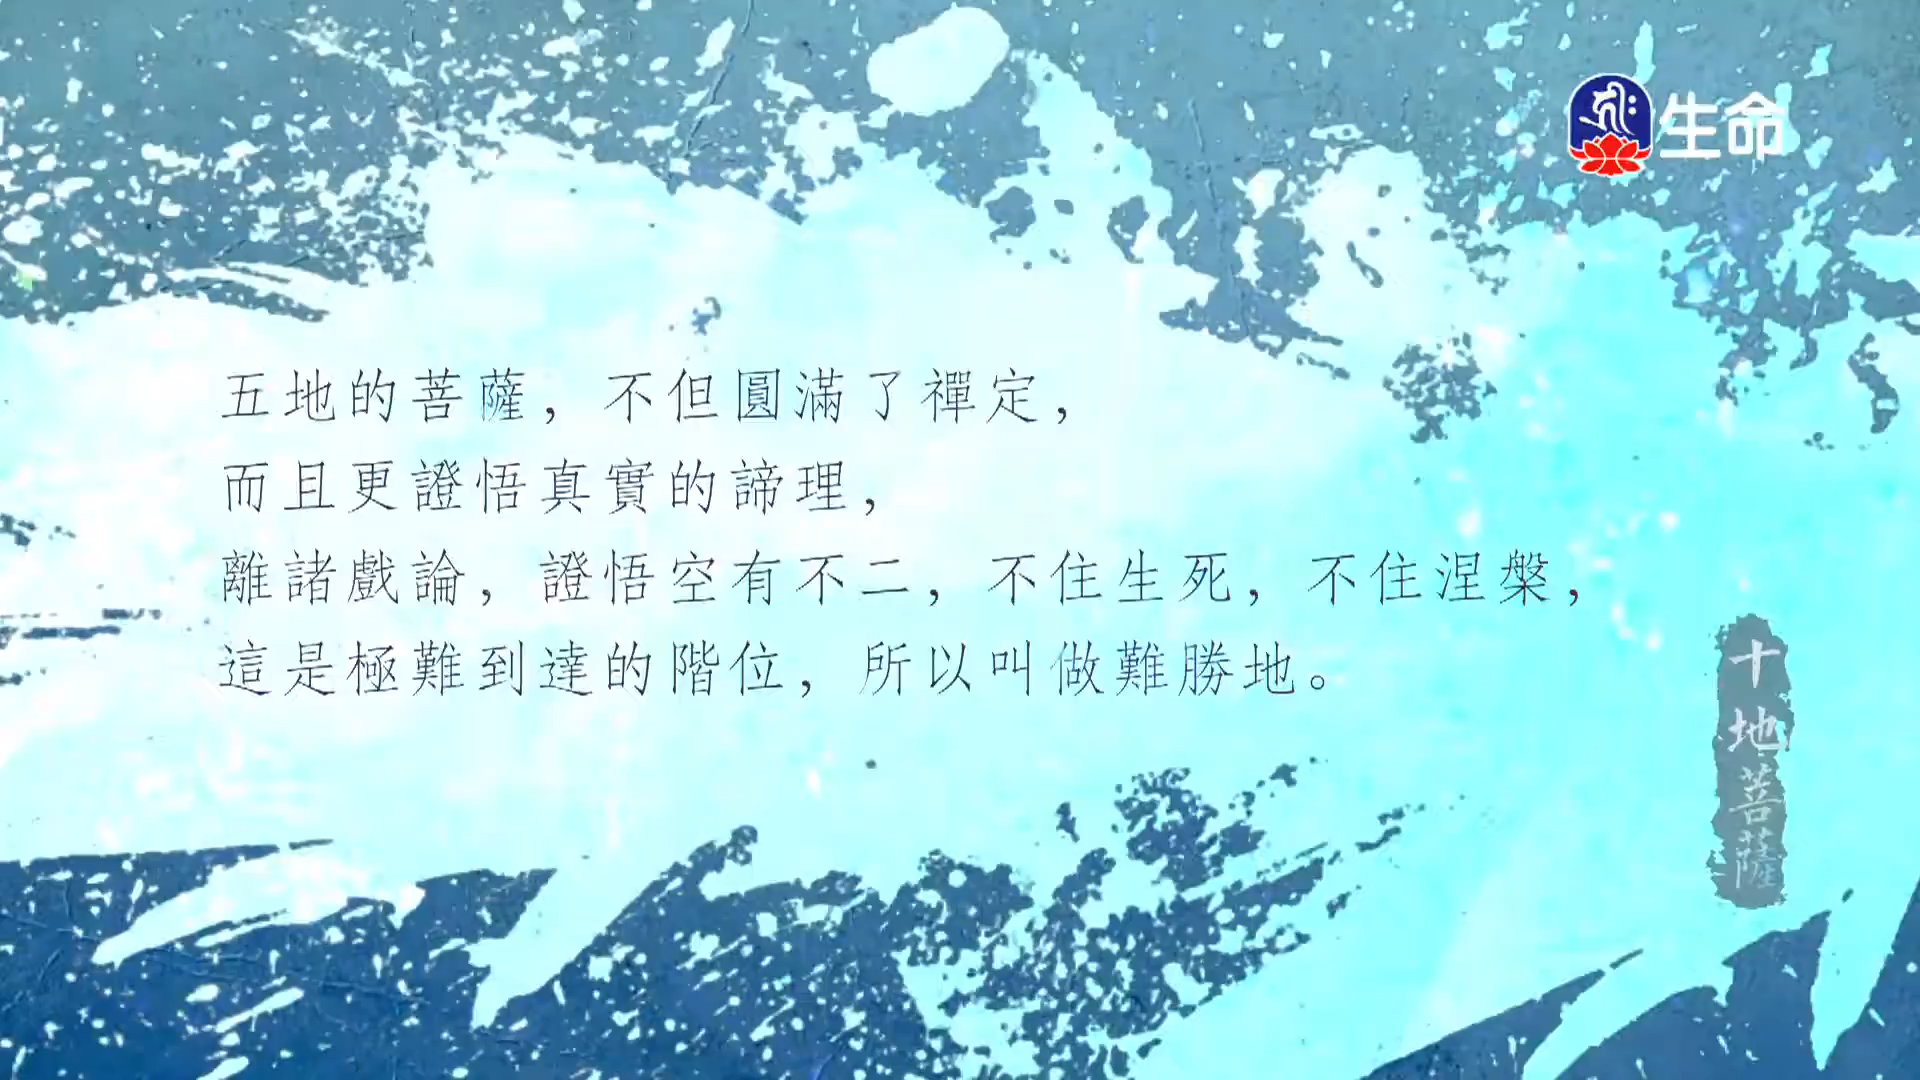 生命
五地的菩薩，不但圓滿了禪定，
而且更證悟真實的諦理，
離諸戲論，證悟空有不二，不住生死，不住涅槃，
這是極難到達的階位，所以叫做難勝地。
十地菩薩